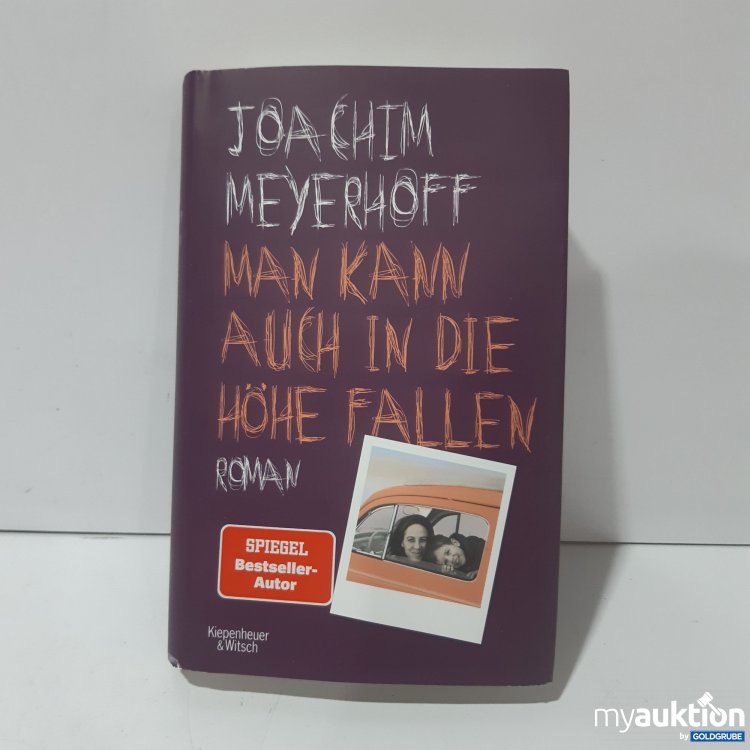 JOACHIM
MEYERHOFF
MAN KANN
AUCH IN DIE
HÖHE FALLEN
ROMAN
SPIEGEL
Bestseller-
Autor
Kiepenheuer
& Witsch
myauktion
by GOLDGRUBE